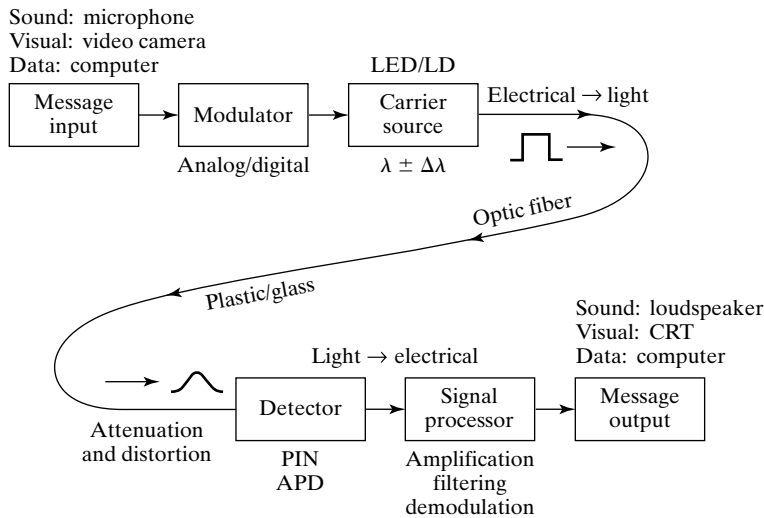 Sound: microphone
Visual: video camera
Data: computer
Message
input
Modulator
Analog/digital
LED/LD
Carrier
source
λ ± Δλ
Electrical → light
Optic fiber
Plastic/glass
Attenuation
and distortion
Light → electrical
Detector
PIN
APD
Signal
processor
Amplification
filtering
demodulation
Sound: loudspeaker
Visual: CRT
Data: computer
Message
output